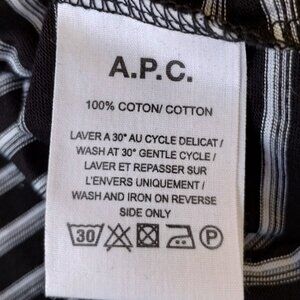 A.P.C.
100% COTON/ COTTON
LAVER A 30° AU CYCLE DELICAT /
WASH AT 30° GENTLE CYCLE /
LAVER ET REPASSER SUR
L'ENVERS UNIQUEMENT /
WASH AND IRON ON REVERSE
SIDE ONLY
30 P